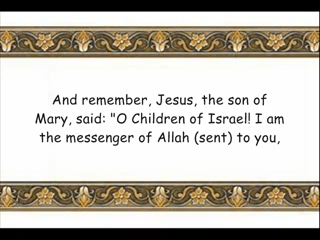 And remember, Jesus, the son of
Mary, said: "O Children of Israel! I am
the messenger of Allah (sent) to you,